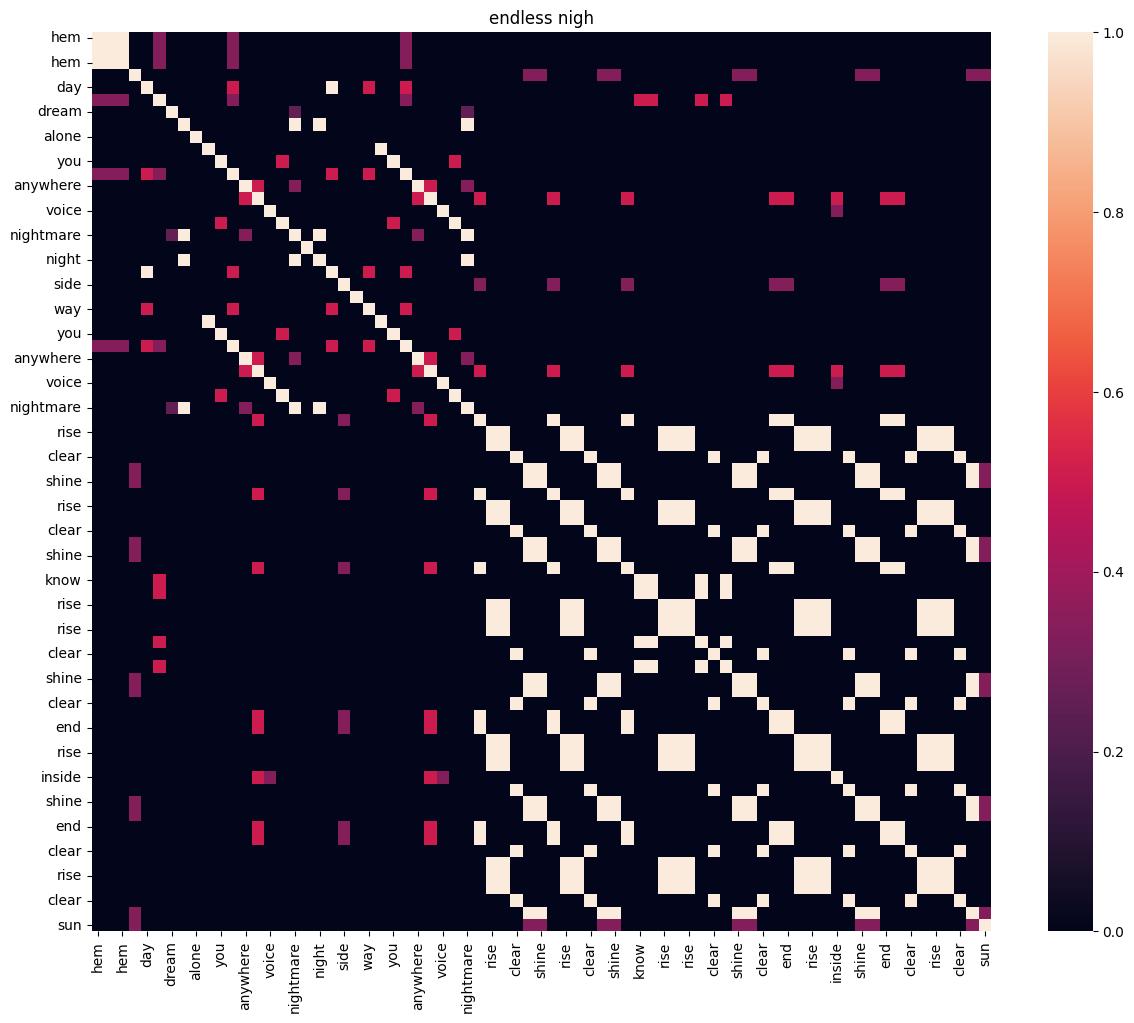 endless nigh
hem
hem
day
dream
alone
you
anywhere
voice
nightmare
night
side
way
you
anywhere
voice
nightmare
rise
clear
shine
rise
clear
shine
know
rise
rise
clear
shine
clear
end
rise
inside
shine
end
clear
rise
clear
sun
1.0
0.8
0.6
0.4
0.2
0.0
hem
hem
day
dream
alone
you
anywhere
voice
nightmare
night
side
way
you
anywhere
voice
nightmare
rise
clear
shine
rise
clear
shine
know
rise
rise
clear
shine
clear
end
rise
inside
shine
end
clear
rise
clear
sun